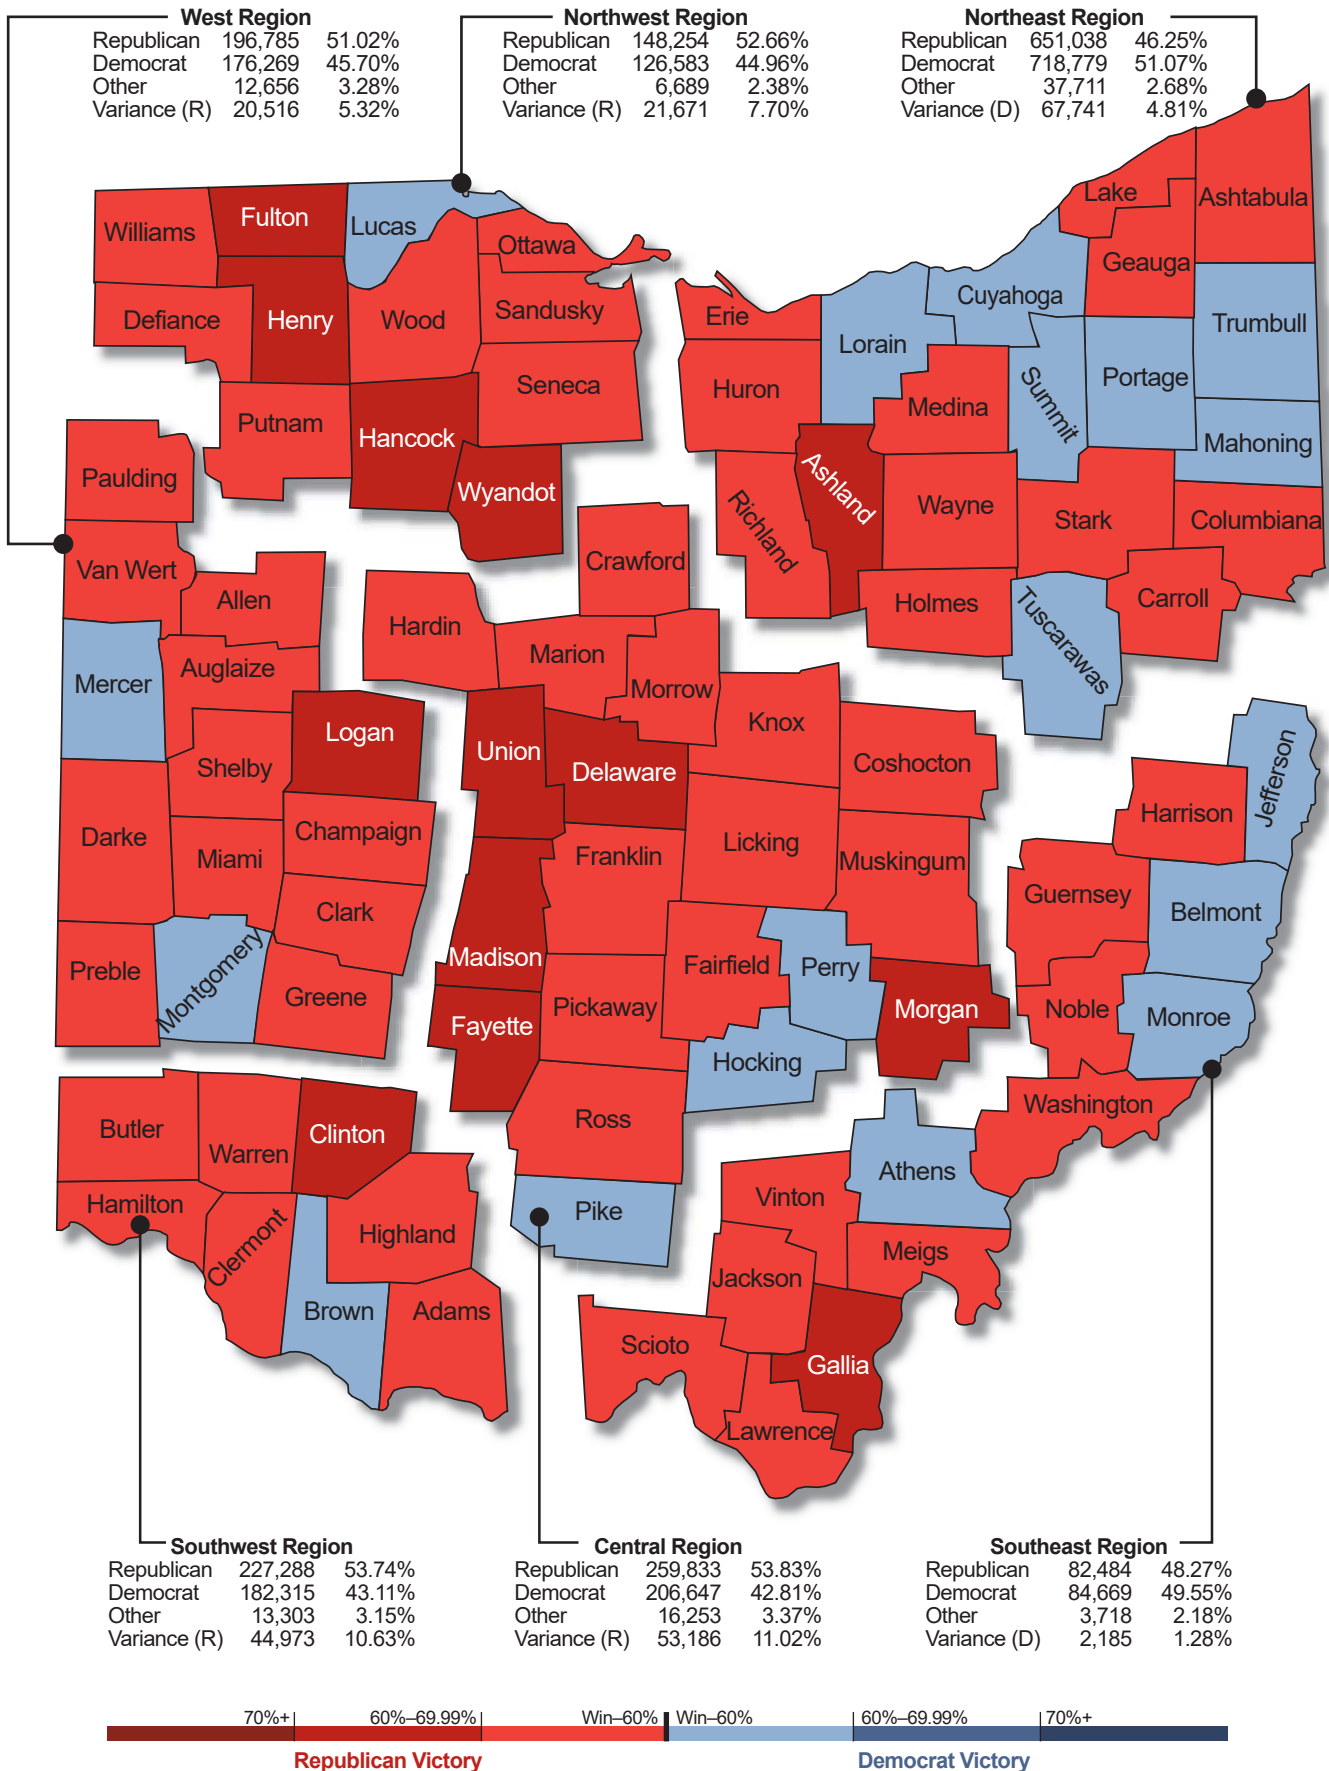 West Region
Republican 196,785 51.02%
Democrat 176,269 45.70%
Other 12,656 3.28%
Variance (R) 20,516 5.32%
Northwest Region
Republican 148,254 52.66%
Democrat 126,583 44.96%
Other 6,689 2.38%
Variance (R) 21,671 7.70%
Northeast Region
Republican 651,038 46.25%
Democrat 718,779 51.07%
Other 37,711 2.68%
Variance (D) 67,741 4.81%
Williams
Fulton
Lucas
Ottawa
Defiance
Henry
Wood
Sandusky
Seneca
Putnam
Hancock
Wyandot
Lake
Ashtabula
Geauga
Cuyahoga
Trumbull
Erie
Lorain
Huron
Medina
Summit
Portage
Mahoning
Richland
Ashland
Wayne
Stark
Columbiana
Holmes
Tuscarawas
Carroll
Paulding
Van Wert
Allen
Mercer
Auglaize
Logan
Shelby
Darke
Miami
Champaign
Clark
Preble
Montgomery
Greene
Crawford
Hardin
Marion
Morrow
Union
Delaware
Knox
Coshocton
Franklin
Licking
Muskingum
Madison
Fairfield
Perry
Morgan
Fayette
Pickaway
Hocking
Ross
Pike
Jefferson
Harrison
Guernsey
Belmont
Noble
Monroe
Washington
Athens
Vinton
Meigs
Jackson
Scioto
Gallia
Lawrence
Butler
Warren
Clinton
Hamilton
Clermont
Highland
Brown
Adams
Southwest Region
Republican 227,288 53.74%
Democrat 182,315 43.11%
Other 13,303 3.15%
Variance (R) 44,973 10.63%
Central Region
Republican 259,833 53.83%
Democrat 206,647 42.81%
Other 16,253 3.37%
Variance (R) 53,186 11.02%
Southeast Region
Republican 82,484 48.27%
Democrat 84,669 49.55%
Other 3,718 2.18%
Variance (D) 2,185 1.28%
70%+ 60%–69.99% Win–60% Win–60% 60%–69.99% 70%+
Republican Victory Democrat Victory